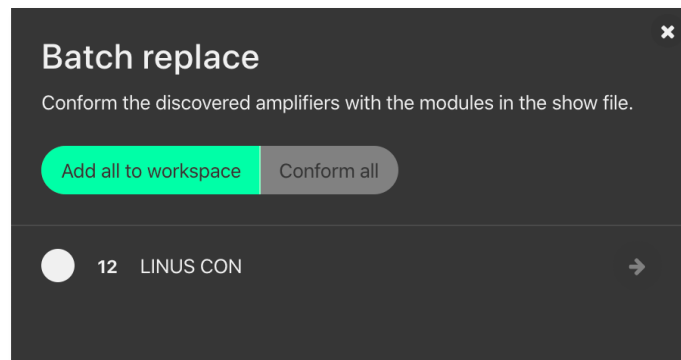 Batch replace
Conform the discovered amplifiers with the modules in the show file.
Add all to workspace Conform all
12 LINUS CON